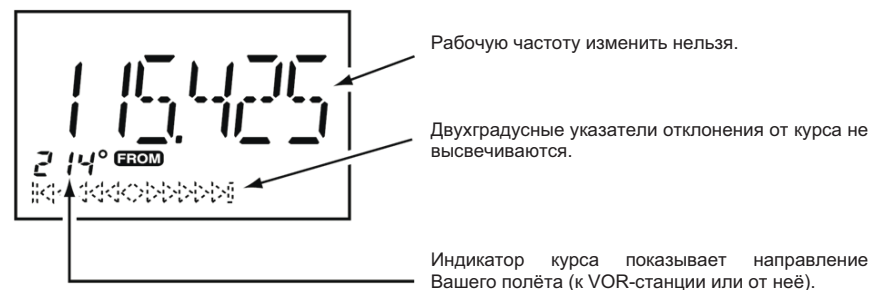 115.425
Рабочую частоту изменить нельзя.
214° FROM
Двухградусные указатели отклонения от курса не
высвечиваются.
Индикатор курса показывает направление
Вашего полёта (к VOR-станции или от неё).